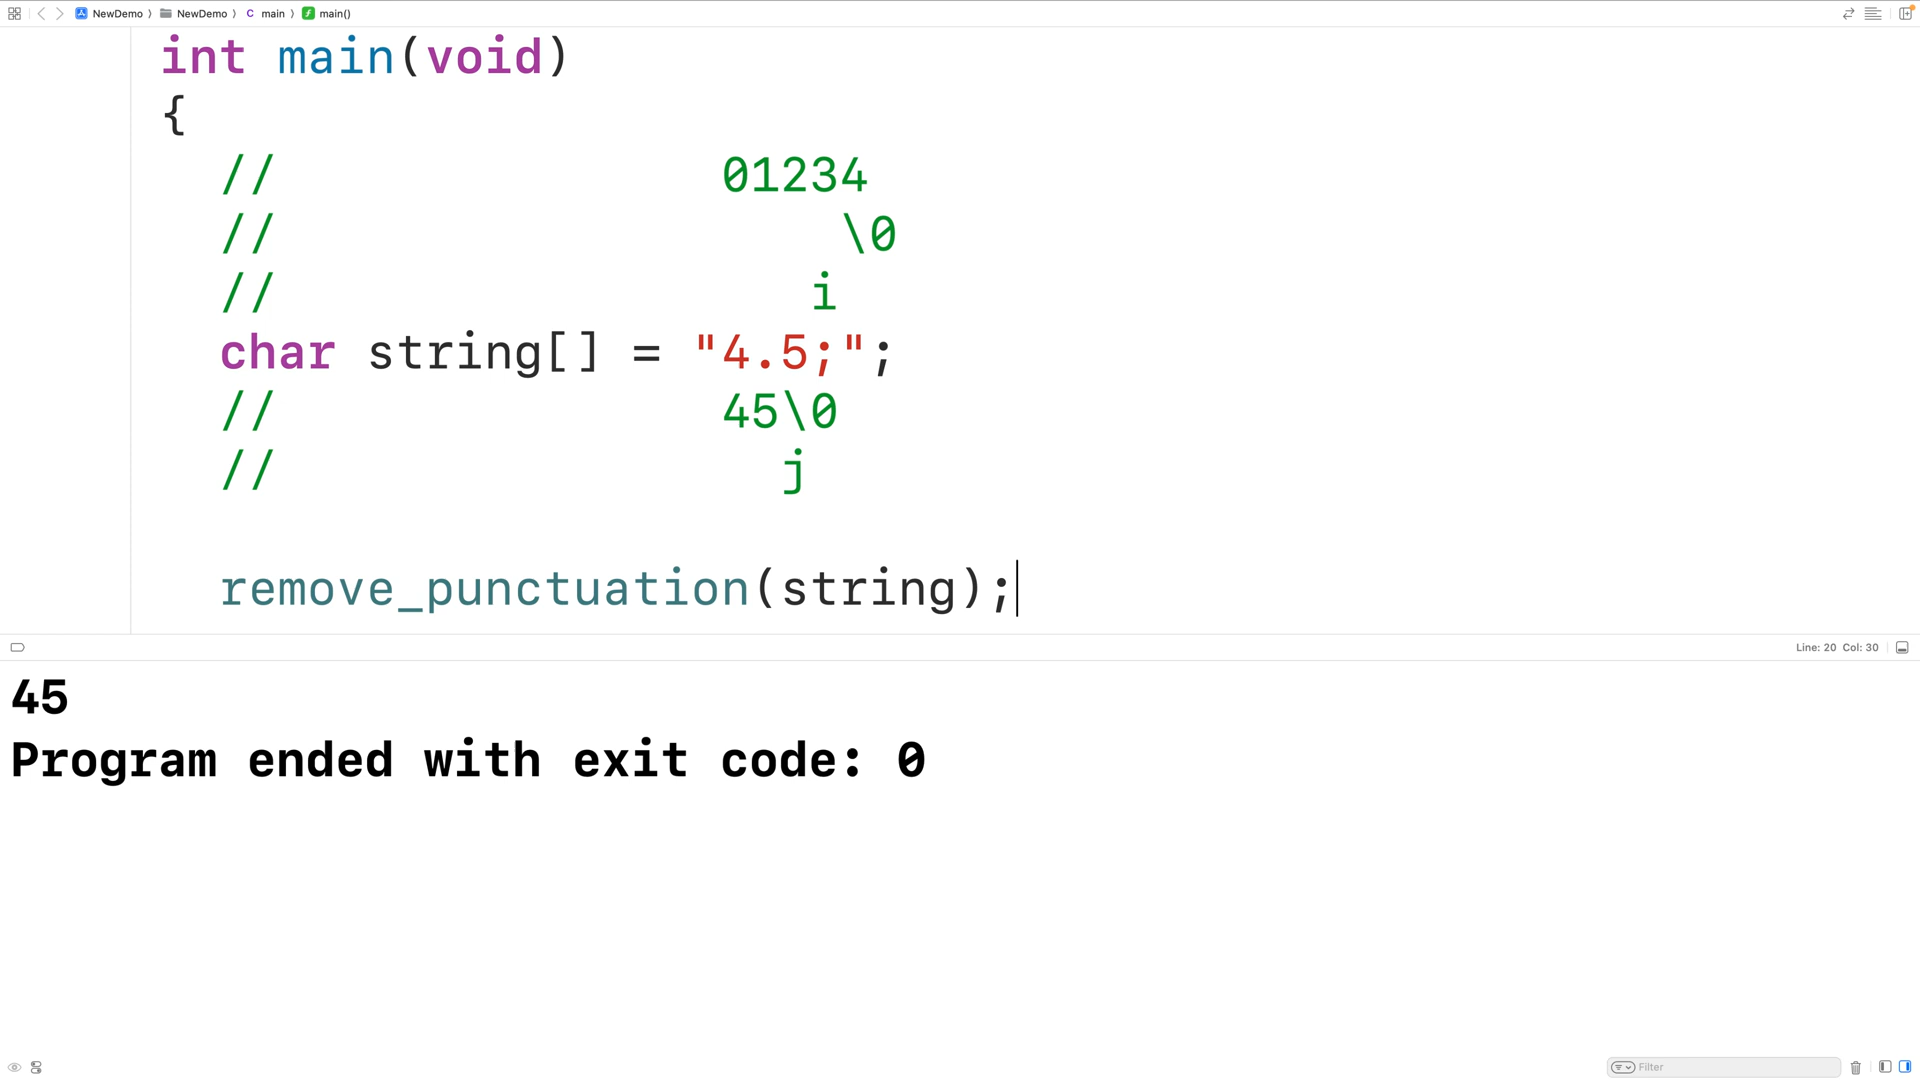 NewDemo 〉 NewDemo 〉 C main 〉 f main()
int main(void)
{
// 01234
// \0
// i
char string[] = "4.5;";
// 45\0
// j
remove_punctuation(string);
Line: 20 Col: 30
45
Program ended with exit code: 0
Filter